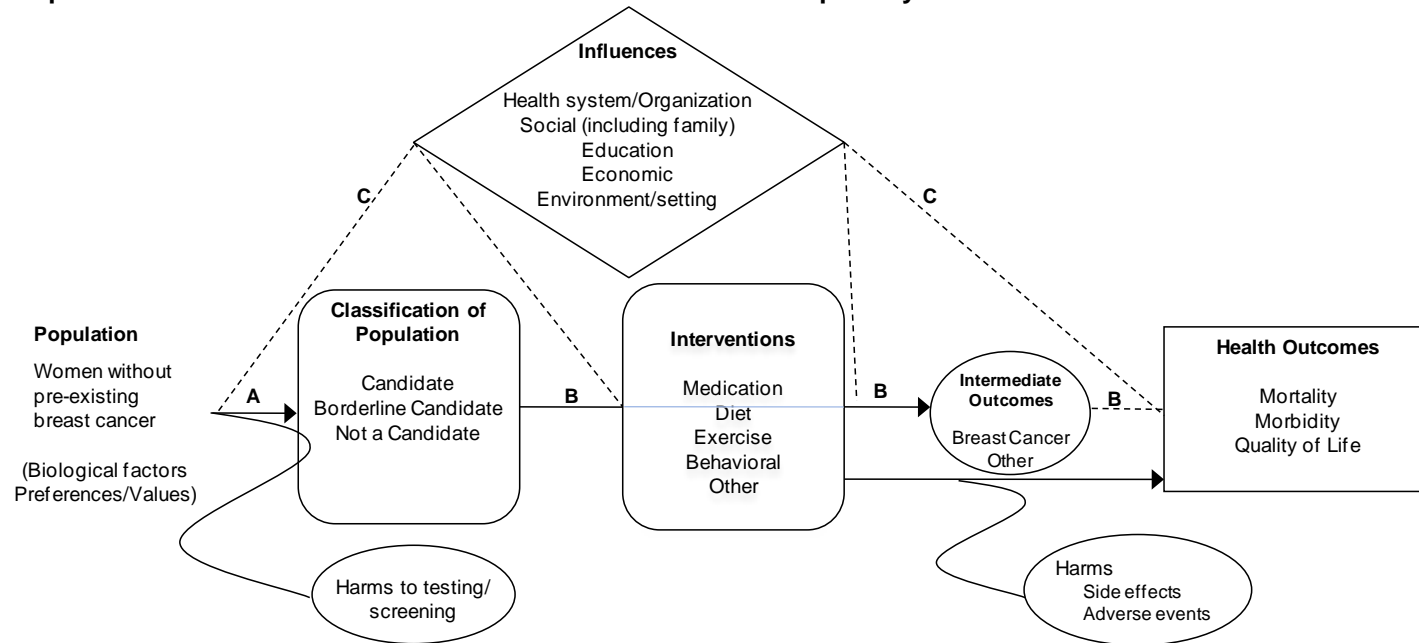 Influences
Health system/Organization
Social (including family)
Education
Economic
Environment/setting
C
C
Population
Women without
pre-existing
breast cancer
(Biological factors
Preferences/Values)
A
Classification of
Population
Candidate
Borderline Candidate
Not a Candidate
B
Interventions
Medication
Diet
Exercise
Behavioral
Other
B
Intermediate
Outcomes
Breast Cancer
Other
B
Health Outcomes
Mortality
Morbidity
Quality of Life
Harms to testing/
screening
Harms
Side effects
Adverse events